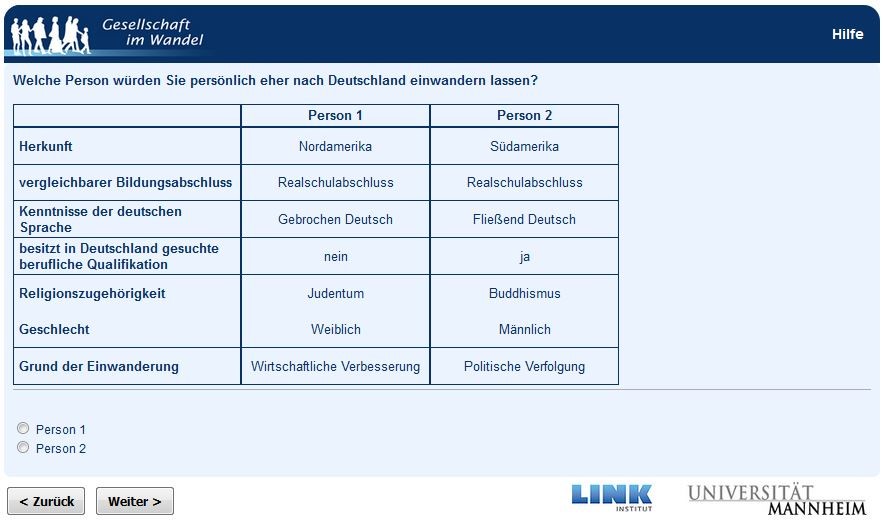 Gesellschaft
im Wandel
Hilfe
Welche Person würden Sie persönlich eher nach Deutschland einwandern lassen?
Person 1 Person 2
Herkunft Nordamerika Südamerika
vergleichbarer Bildungsabschluss Realschulabschluss Realschulabschluss
Kenntnisse der deutschen
Sprache Gebrochen Deutsch Fließend Deutsch
besitzt in Deutschland gesuchte
berufliche Qualifikation nein ja
Religionszugehörigkeit Judentum Buddhismus
Geschlecht Weiblich Männlich
Grund der Einwanderung Wirtschaftliche Verbesserung Politische Verfolgung
Person 1
Person 2
< Zurück Weiter >
LINK
INSTITUT
UNIVERSITÄT
MANNHEIM